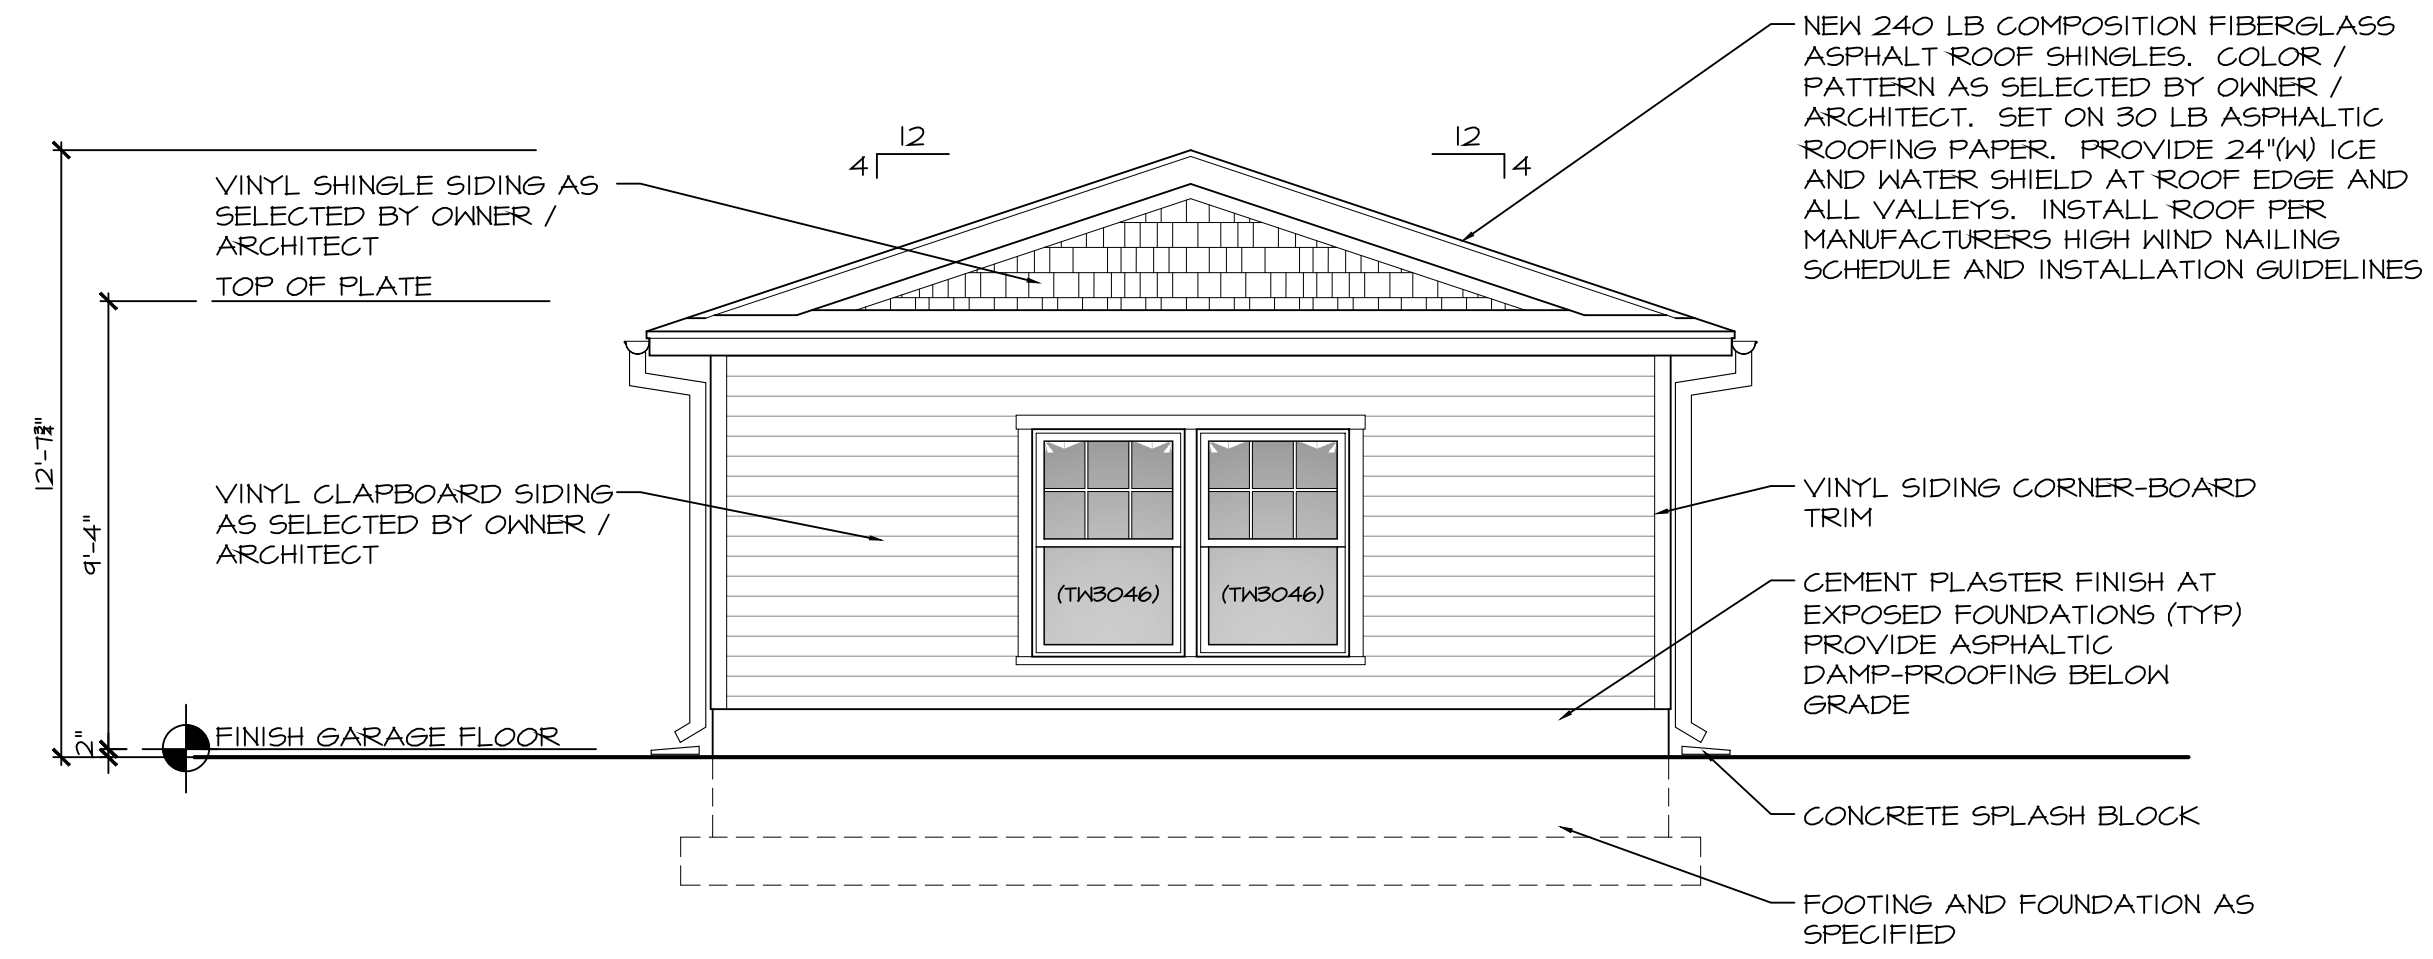 NEW 240 LB COMPOSITION FIBERGLASS
ASPHALT ROOF SHINGLES. COLOR /
PATTERN AS SELECTED BY OWNER /
ARCHITECT. SET ON 30 LB ASPHALTIC
ROOFING PAPER. PROVIDE 24"(W) ICE
AND WATER SHIELD AT ROOF EDGE AND
ALL VALLEYS. INSTALL ROOF PER
MANUFACTURERS HIGH WIND NAILING
SCHEDULE AND INSTALLATION GUIDELINES
12
4
12
4
VINYL SHINGLE SIDING AS
SELECTED BY OWNER /
ARCHITECT
TOP OF PLATE
12'-7¾"
9'-4"
2"
VINYL CLAPBOARD SIDING
AS SELECTED BY OWNER /
ARCHITECT
FINISH GARAGE FLOOR
(TW3046)
(TW3046)
VINYL SIDING CORNER-BOARD
TRIM
CEMENT PLASTER FINISH AT
EXPOSED FOUNDATIONS (TYP)
PROVIDE ASPHALTIC
DAMP-PROOFING BELOW
GRADE
CONCRETE SPLASH BLOCK
FOOTING AND FOUNDATION AS
SPECIFIED